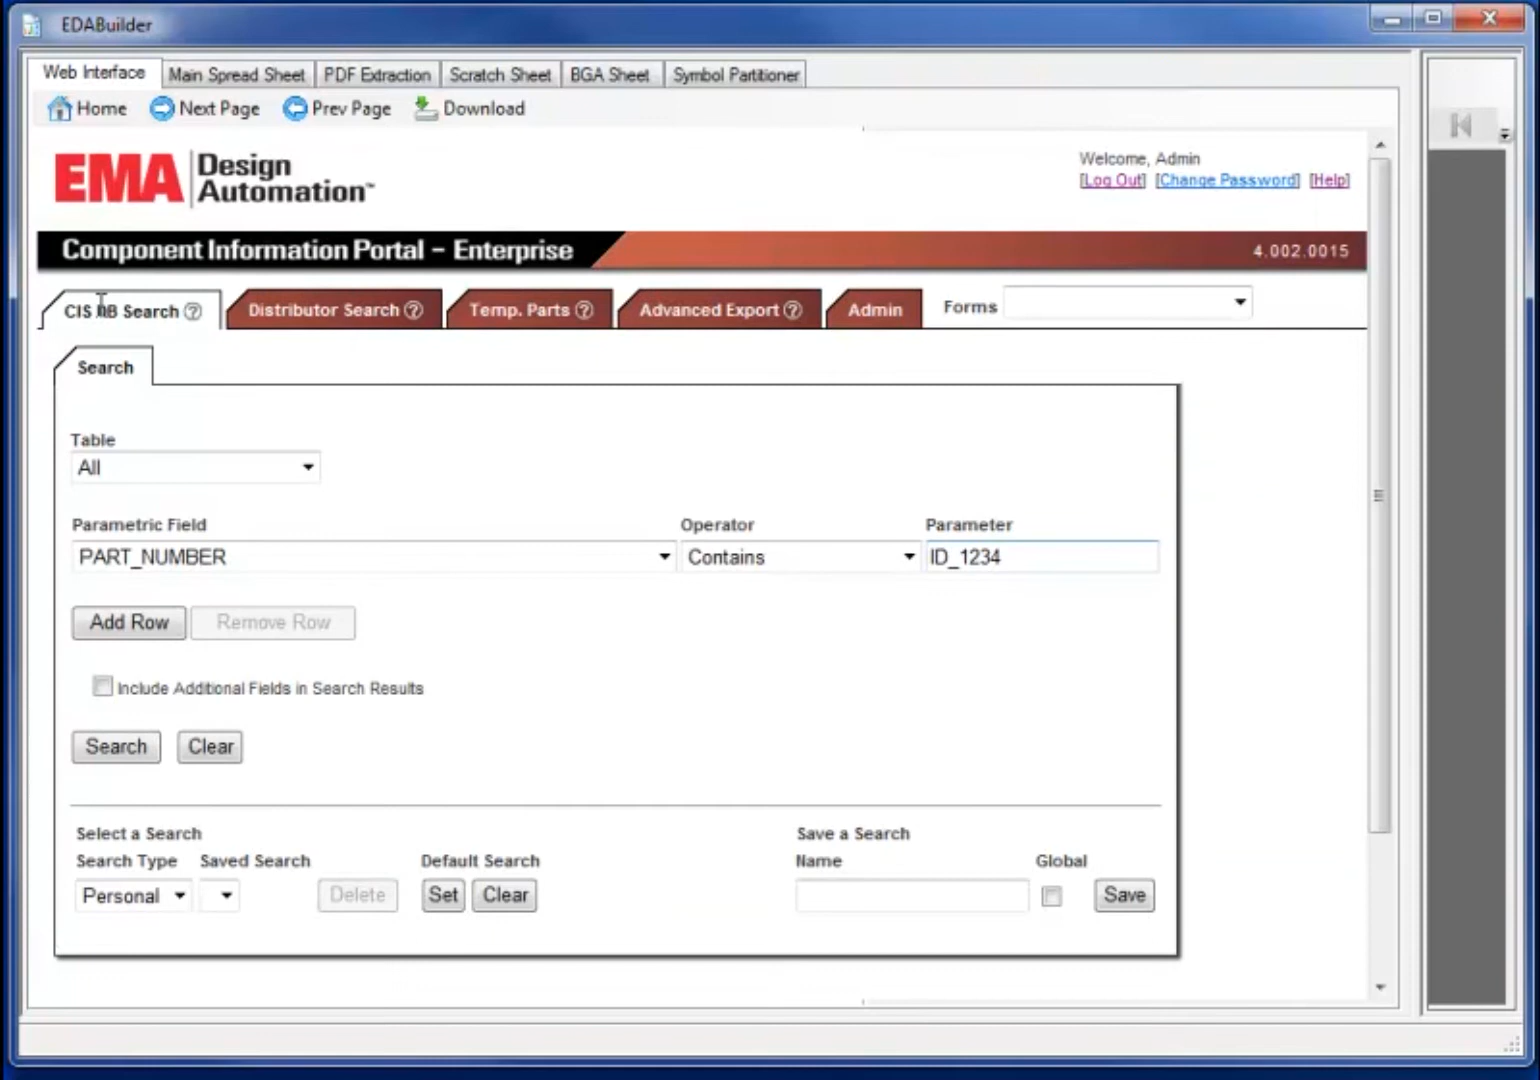 EDABuilder
Web Interface Main Spread Sheet PDF Extraction Scratch Sheet BGA Sheet Symbol Partitioner
Home Next Page Prev Page Download
EMA Design Automation™
Welcome, Admin
[Log Out] [Change Password] [Help]
Component Information Portal – Enterprise 4.002.0015
CIS DB Search ? Distributor Search ? Temp. Parts ? Advanced Export ? Admin Forms
Search
Table
All
Parametric Field Operator Parameter
PART_NUMBER Contains ID_1234
Add Row Remove Row
Include Additional Fields in Search Results
Search Clear
Select a Search Save a Search
Search Type Saved Search Default Search Name Global
Personal Delete Set Clear Save